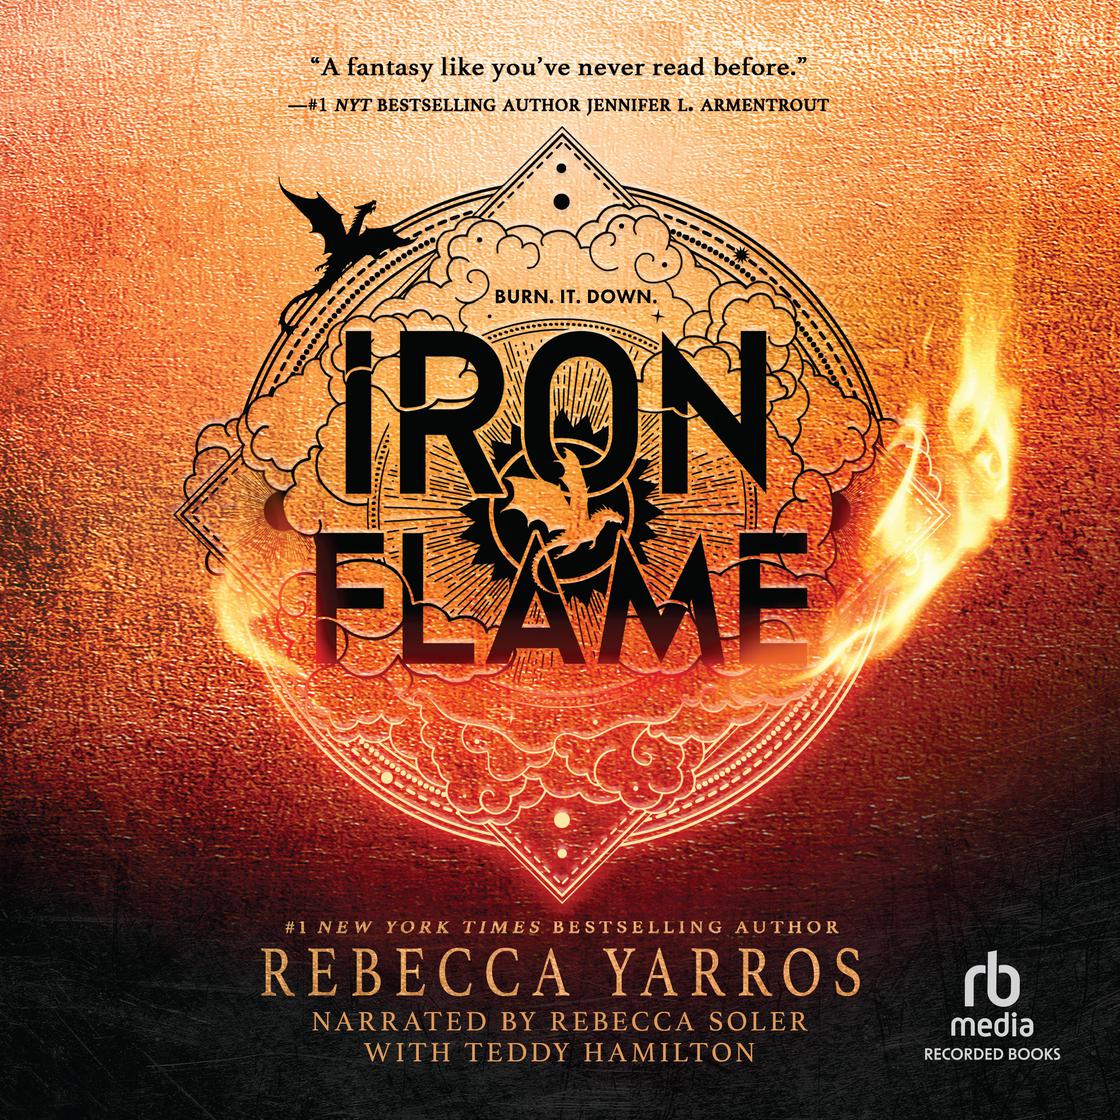 “A fantasy like you’ve never read before.”
—#1 NYT BESTSELLING AUTHOR JENNIFER L. ARMENTROUT
BURN. IT. DOWN.
IRON
FLAME
#1 NEW YORK TIMES BESTSELLING AUTHOR
REBECCA YARROS
NARRATED BY REBECCA SOLER
WITH TEDDY HAMILTON
rb
media
RECORDED BOOKS